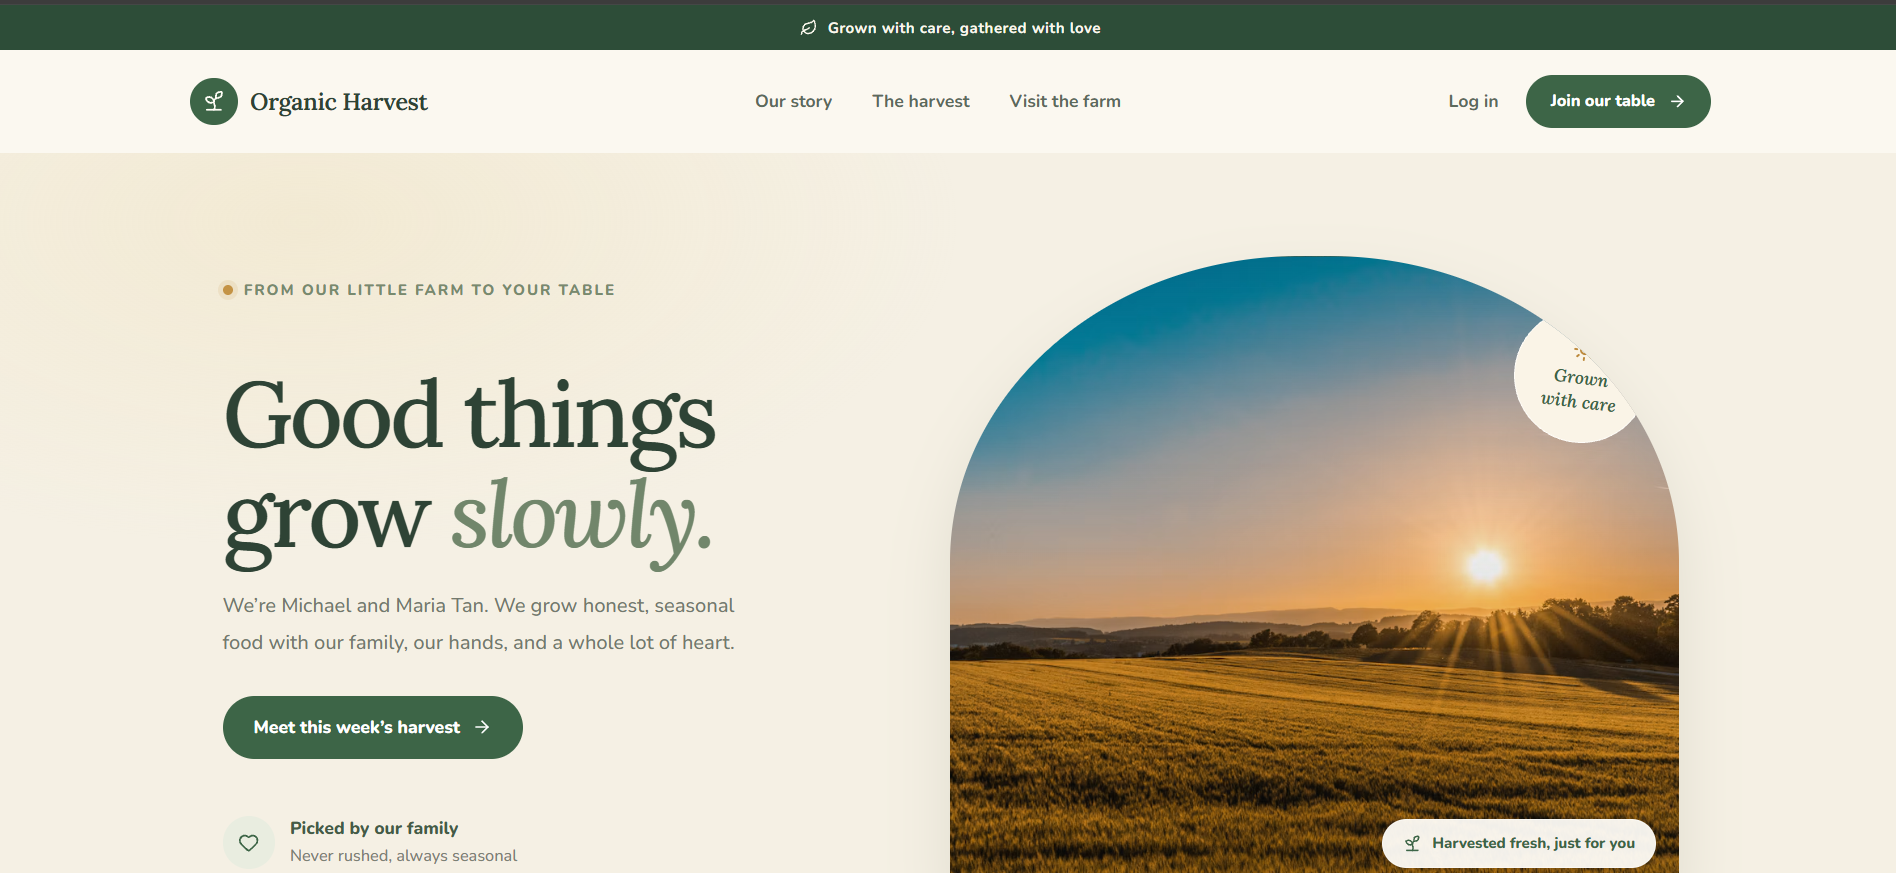 Grown with care, gathered with love
Organic Harvest
Our story
The harvest
Visit the farm
Log in
Join our table
FROM OUR LITTLE FARM TO YOUR TABLE
Good things
grow slowly.
We’re Michael and Maria Tan. We grow honest, seasonal
food with our family, our hands, and a whole lot of heart.
Meet this week’s harvest
Picked by our family
Never rushed, always seasonal
Grown
with care
Harvested fresh, just for you